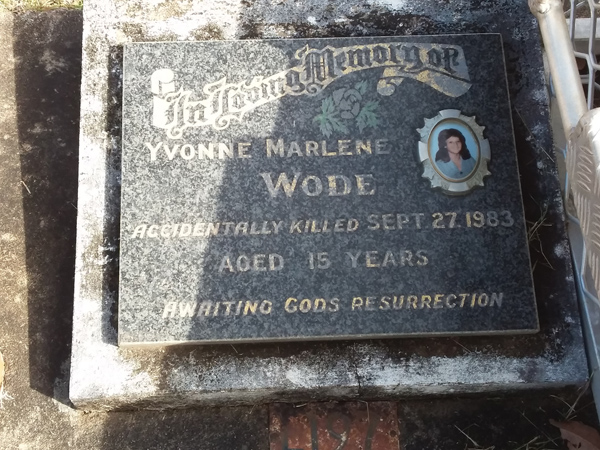 In Loving Memory of
YVONNE MARLENE
WODE
ACCIDENTALLY KILLED SEPT. 27. 1983
AGED 15 YEARS
AWAITING GODS RESURRECTION